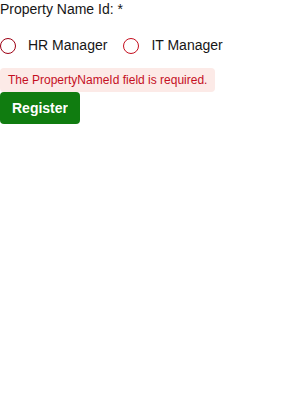 Property Name Id: *
HR Manager IT Manager
The PropertyNameId field is required.
Register